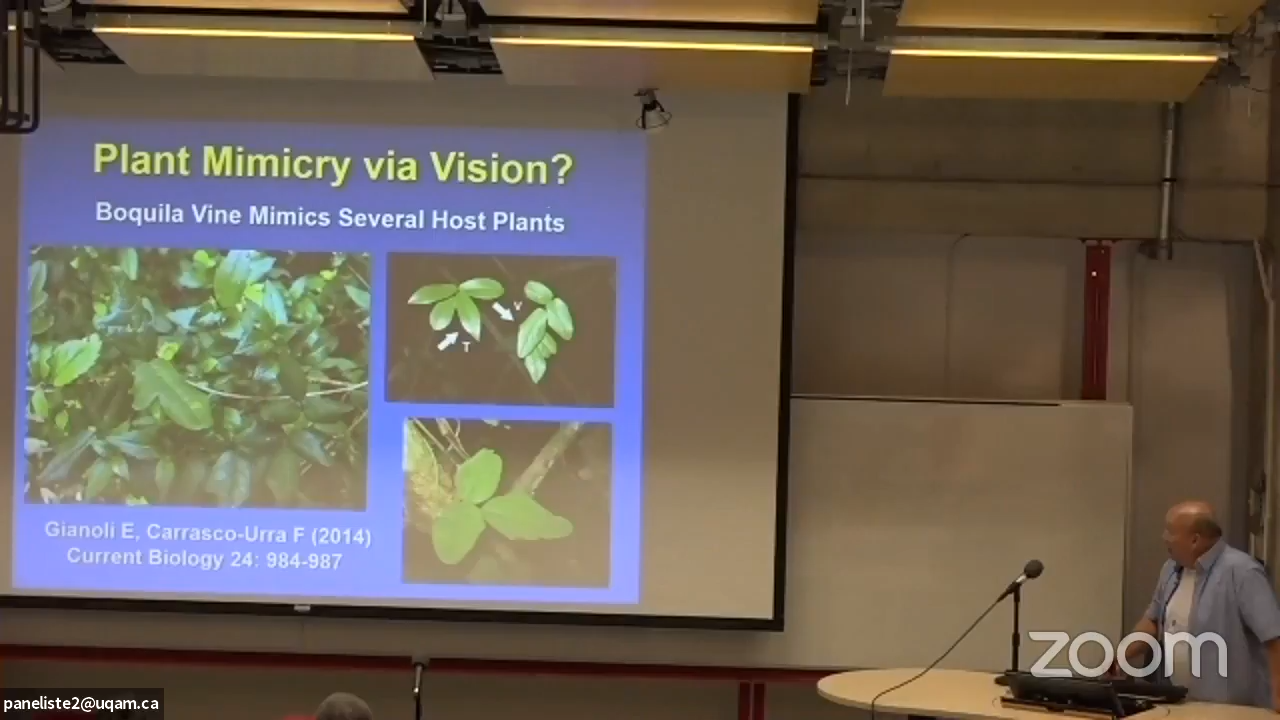 Plant Mimicry via Vision?
Boquila Vine Mimics Several Host Plants
V
T
Gianoli E, Carrasco-Urra F (2014)
Current Biology 24: 984-987
zoom
paneliste2@uqam.ca